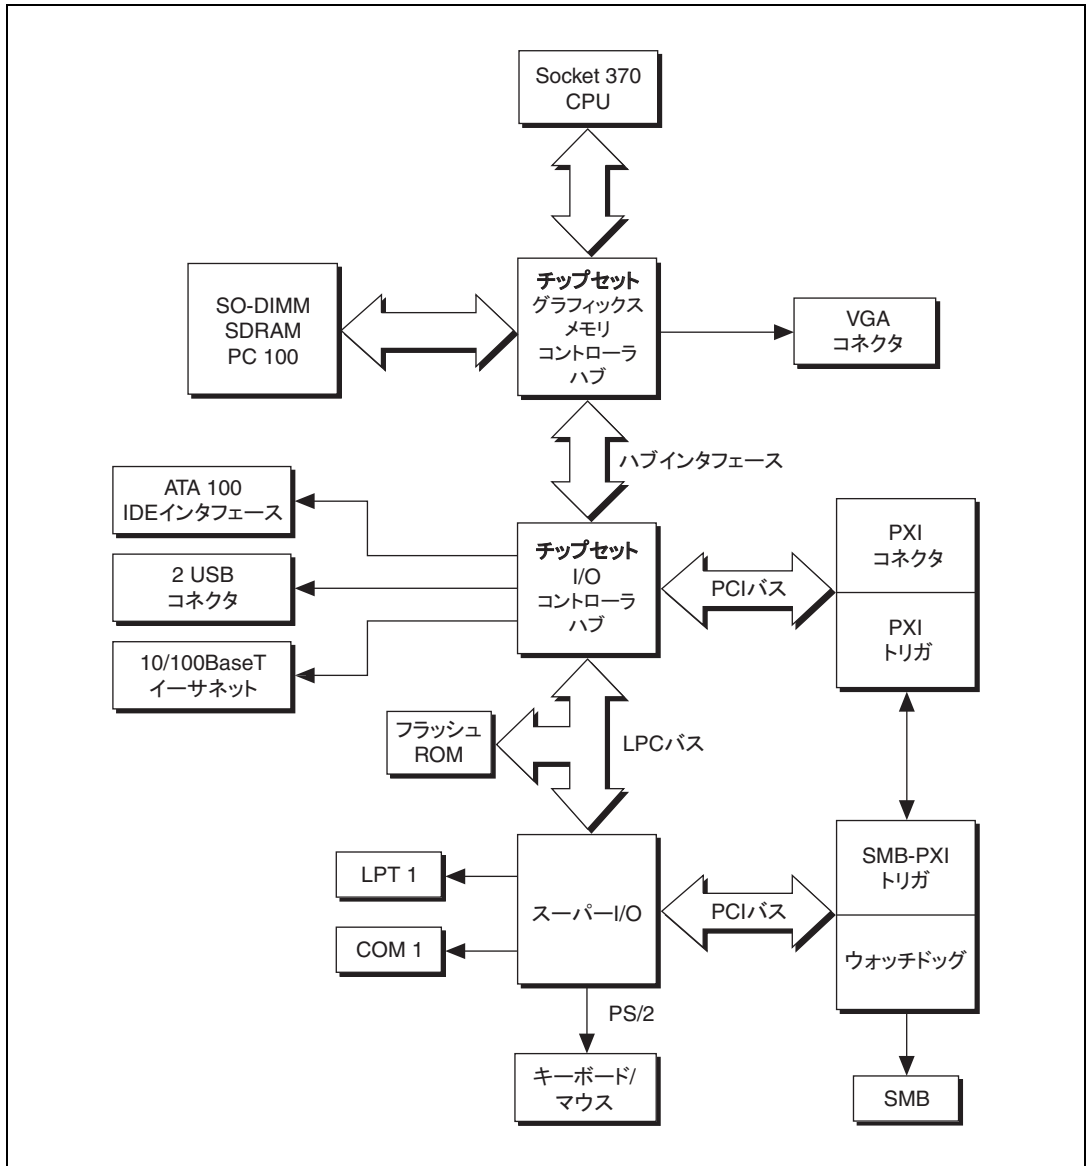 Socket 370
CPU
SO-DIMM
SDRAM
PC 100
チップセット
グラフィックス
メモリ
コントローラ
ハブ
VGA
コネクタ
ハブインタフェース
ATA 100
IDEインタフェース
2 USB
コネクタ
10/100BaseT
イーサネット
チップセット
I/O
コントローラ
ハブ
PCIバス
PXI
コネクタ
PXI
トリガ
フラッシュ
ROM
LPCバス
LPT 1
COM 1
スーパーI/O
PCIバス
SMB-PXI
トリガ
ウォッチドッグ
PS/2
キーボード/
マウス
SMB